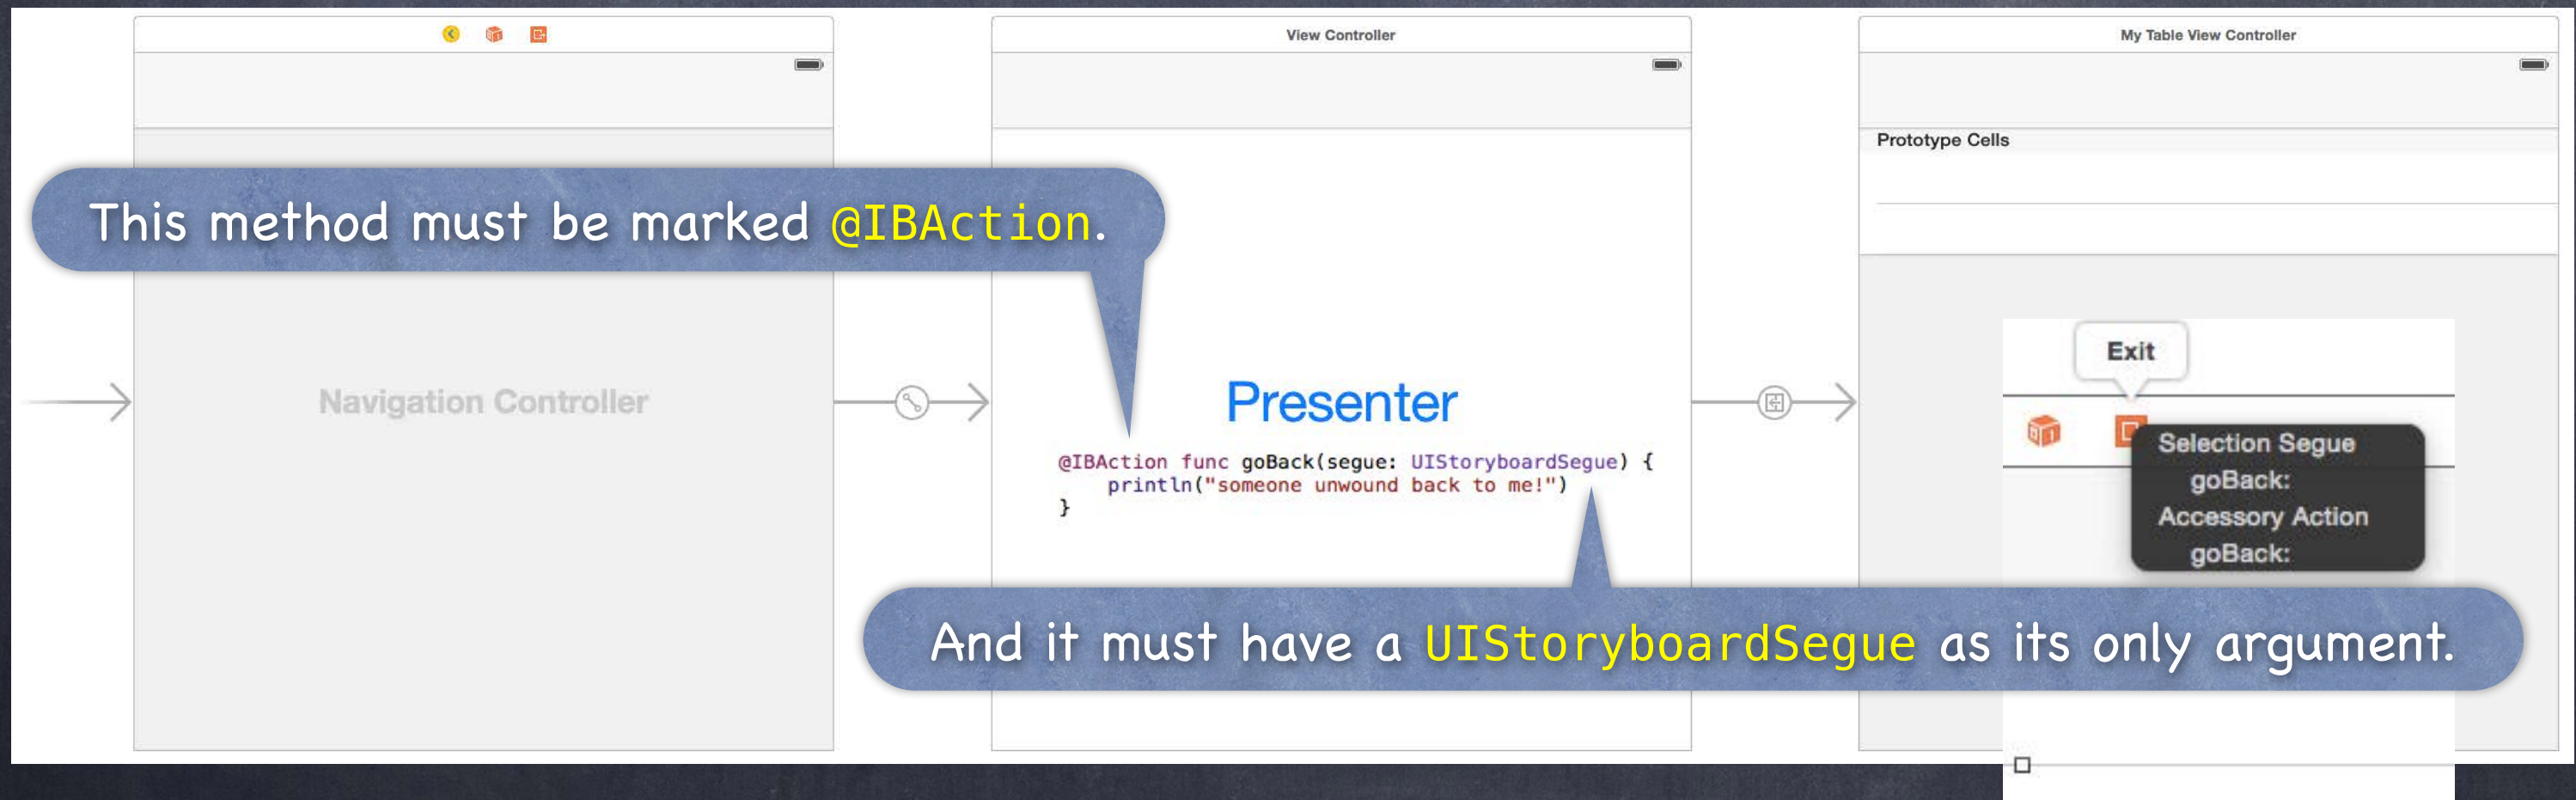 View Controller
My Table View Controller
Prototype Cells
This method must be marked @IBAction.
Exit
Navigation Controller
Presenter
@IBAction func goBack(segue: UIStoryboardSegue) {
    println("someone unwound back to me!")
}
Selection Segue
goBack:
Accessory Action
goBack:
And it must have a UIStoryboardSegue as its only argument.